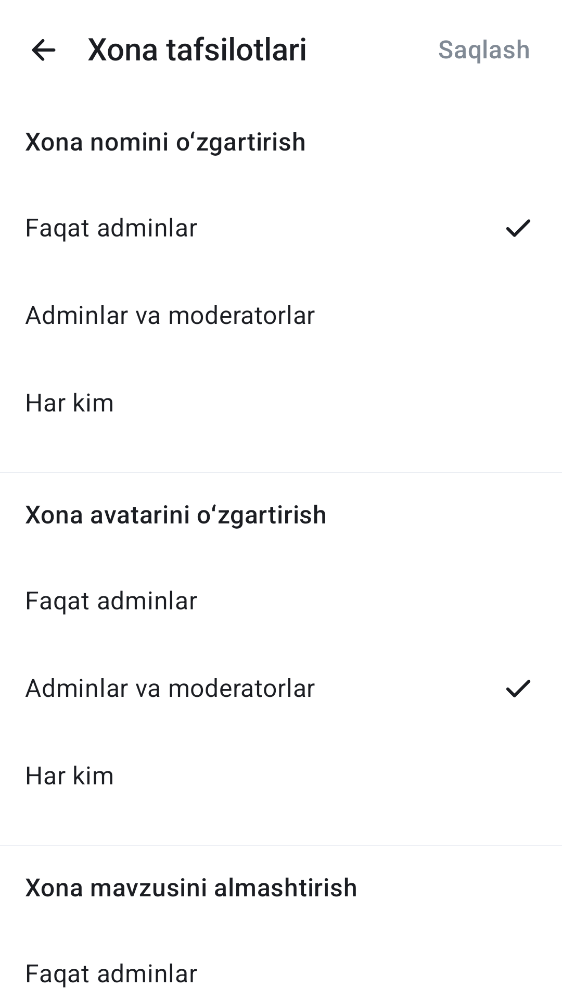 Xona tafsilotlari
Saqlash
Xona nomini oʻzgartirish
Faqat adminlar
Adminlar va moderatorlar
Har kim
Xona avatarini oʻzgartirish
Faqat adminlar
Adminlar va moderatorlar
Har kim
Xona mavzusini almashtirish
Faqat adminlar